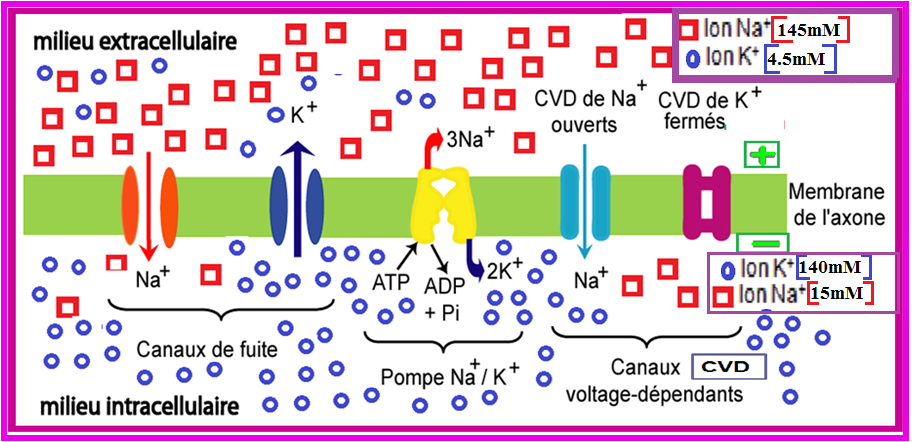 milieu extracellulaire
Ion Na+ [145mM]
Ion K+ [4.5mM]
K+
3Na+
CVD de Na+
ouverts
CVD de K+
fermés
+
Membrane
de l'axone
−
Na+
ATP
ADP
+ Pi
2K+
Na+
Ion K+ [140mM]
Ion Na+ [15mM]
Canaux de fuite
Pompe Na+/ K+
Canaux CVD
voltage-dépendants
milieu intracellulaire